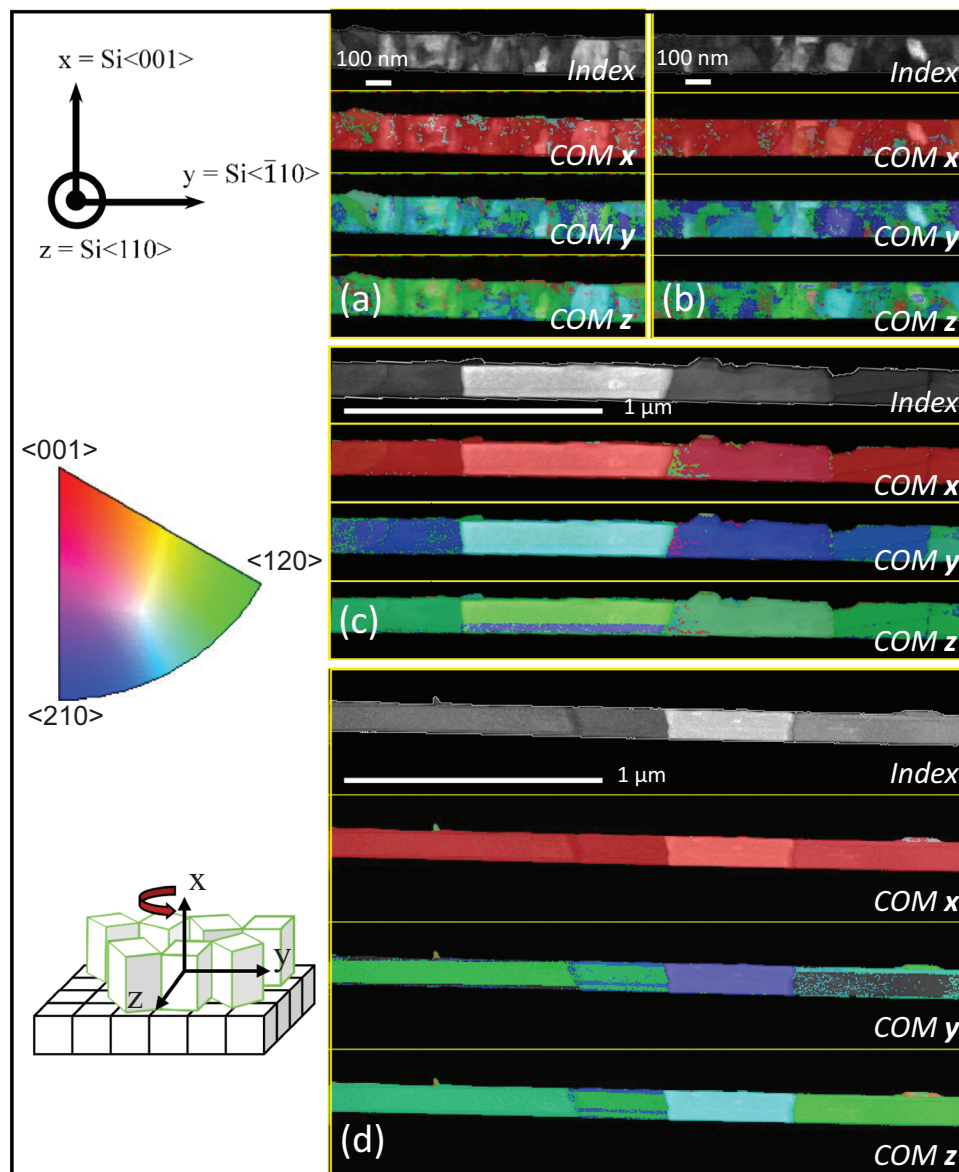 x = Si<001>
y = Si<1̄10>
z = Si<110>
<001>
<120>
<210>
x
y
z
100 nm
Index
COM x
COM y
(a)
COM z
100 nm
Index
COM x
COM y
(b)
COM z
Index
1 μm
COM x
COM y
(c)
COM z
Index
1 μm
COM x
COM y
(d)
COM z